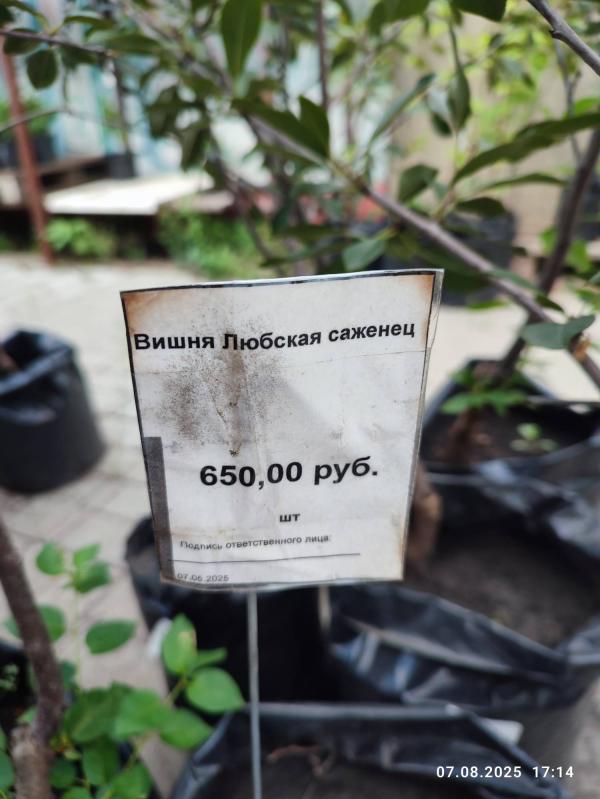 Вишня Любская саженец
650,00 руб.
шт
Подпись ответственного лица:
07.06.2025
07.08.2025 17:14